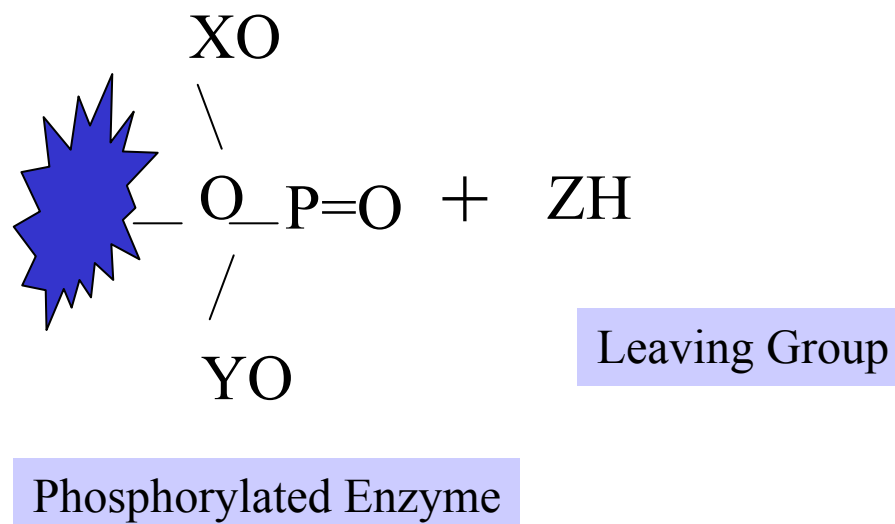 XO
O P=O + ZH
YO
Leaving Group
Phosphorylated Enzyme